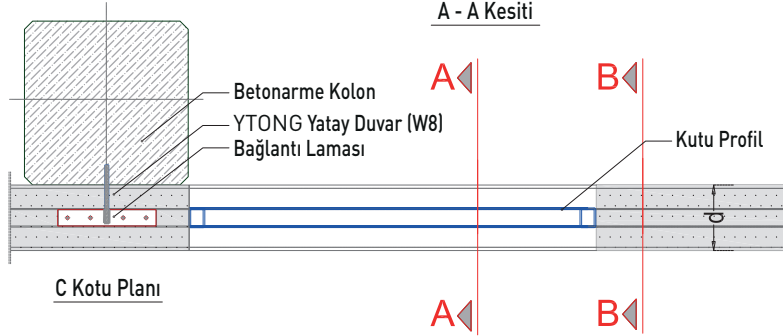 A - A Kesiti
A
B
Betonarme Kolon
YTONG Yatay Duvar (W8)
Bağlantı Laması
Kutu Profil
d
C Kotu Planı
A
B